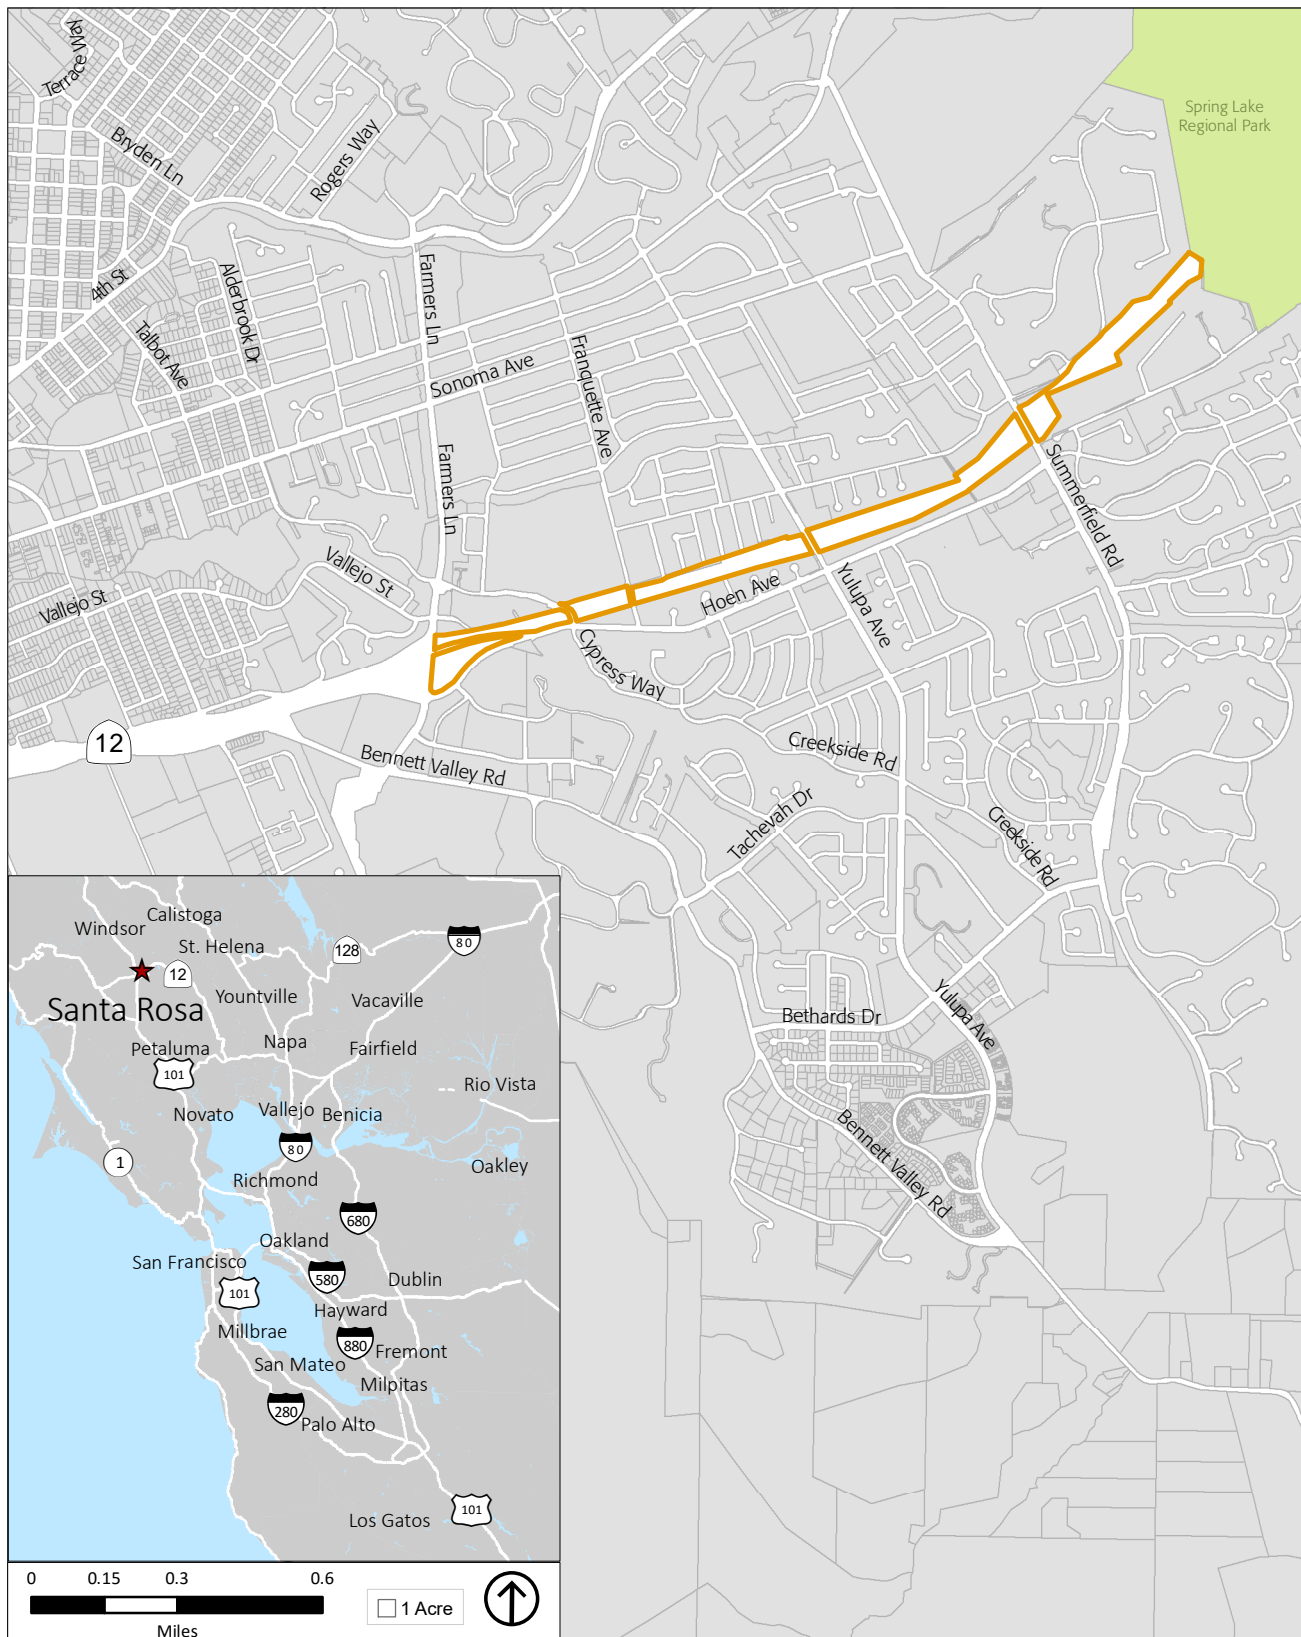 Terrace Way
Bryden Ln
Rogers Way
Spring Lake
Regional Park
4th St
Alderbrook Dr
Talbot Ave
Farmers Ln
Sonoma Ave
Franquette Ave
Farmers Ln
Summerfield Rd
Vallejo St
Vallejo St
Hoen Ave
Yulupa Ave
Cypress Way
12
Bennett Valley Rd
Creekside Rd
Tachevah Dr
Creekside Rd
Yulupa Ave
Bethards Dr
Bennett Valley Rd
Calistoga
Windsor
St. Helena
128
80
12
Santa Rosa
Yountville
Vacaville
Petaluma
Napa
Fairfield
101
Rio Vista
Novato
Vallejo
Benicia
80
1
Oakley
Richmond
680
Oakland
San Francisco
580
Dublin
101
Hayward
Millbrae
880
Fremont
San Mateo
Milpitas
280
Palo Alto
101
Los Gatos
0 0.15 0.3 0.6
Miles
1 Acre